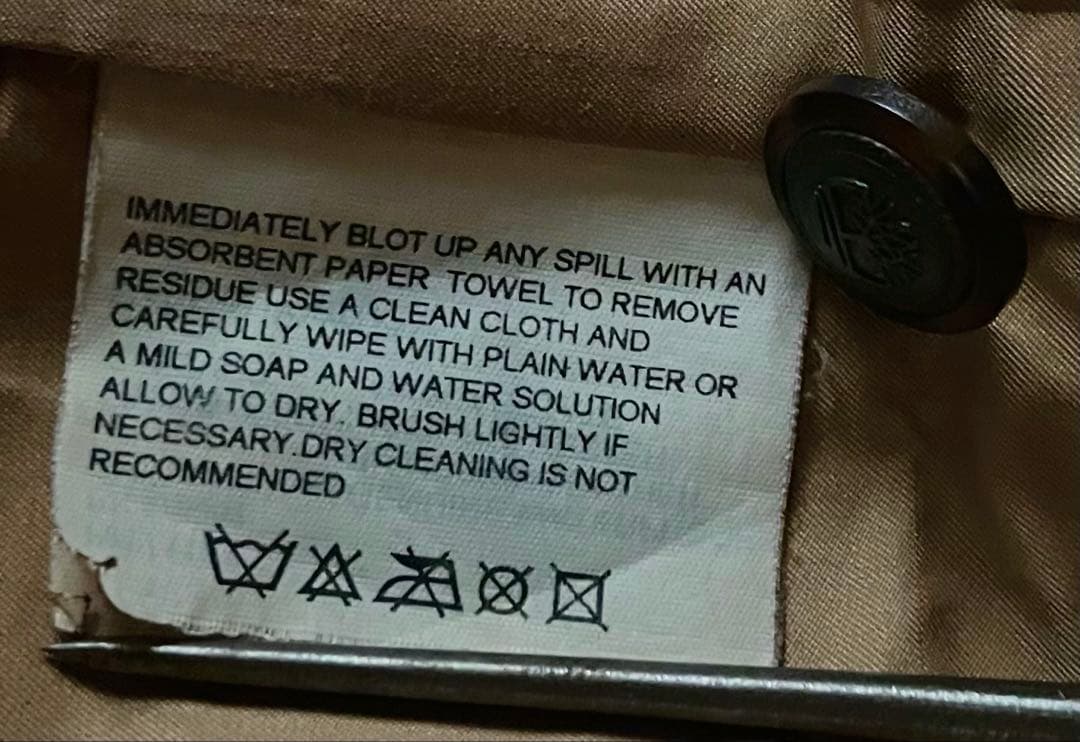 IMMEDIATELY BLOT UP ANY SPILL WITH AN
ABSORBENT PAPER TOWEL TO REMOVE
RESIDUE USE A CLEAN CLOTH AND
CAREFULLY WIPE WITH PLAIN WATER OR
A MILD SOAP AND WATER SOLUTION
ALLOW TO DRY. BRUSH LIGHTLY IF
NECESSARY.DRY CLEANING IS NOT
RECOMMENDED